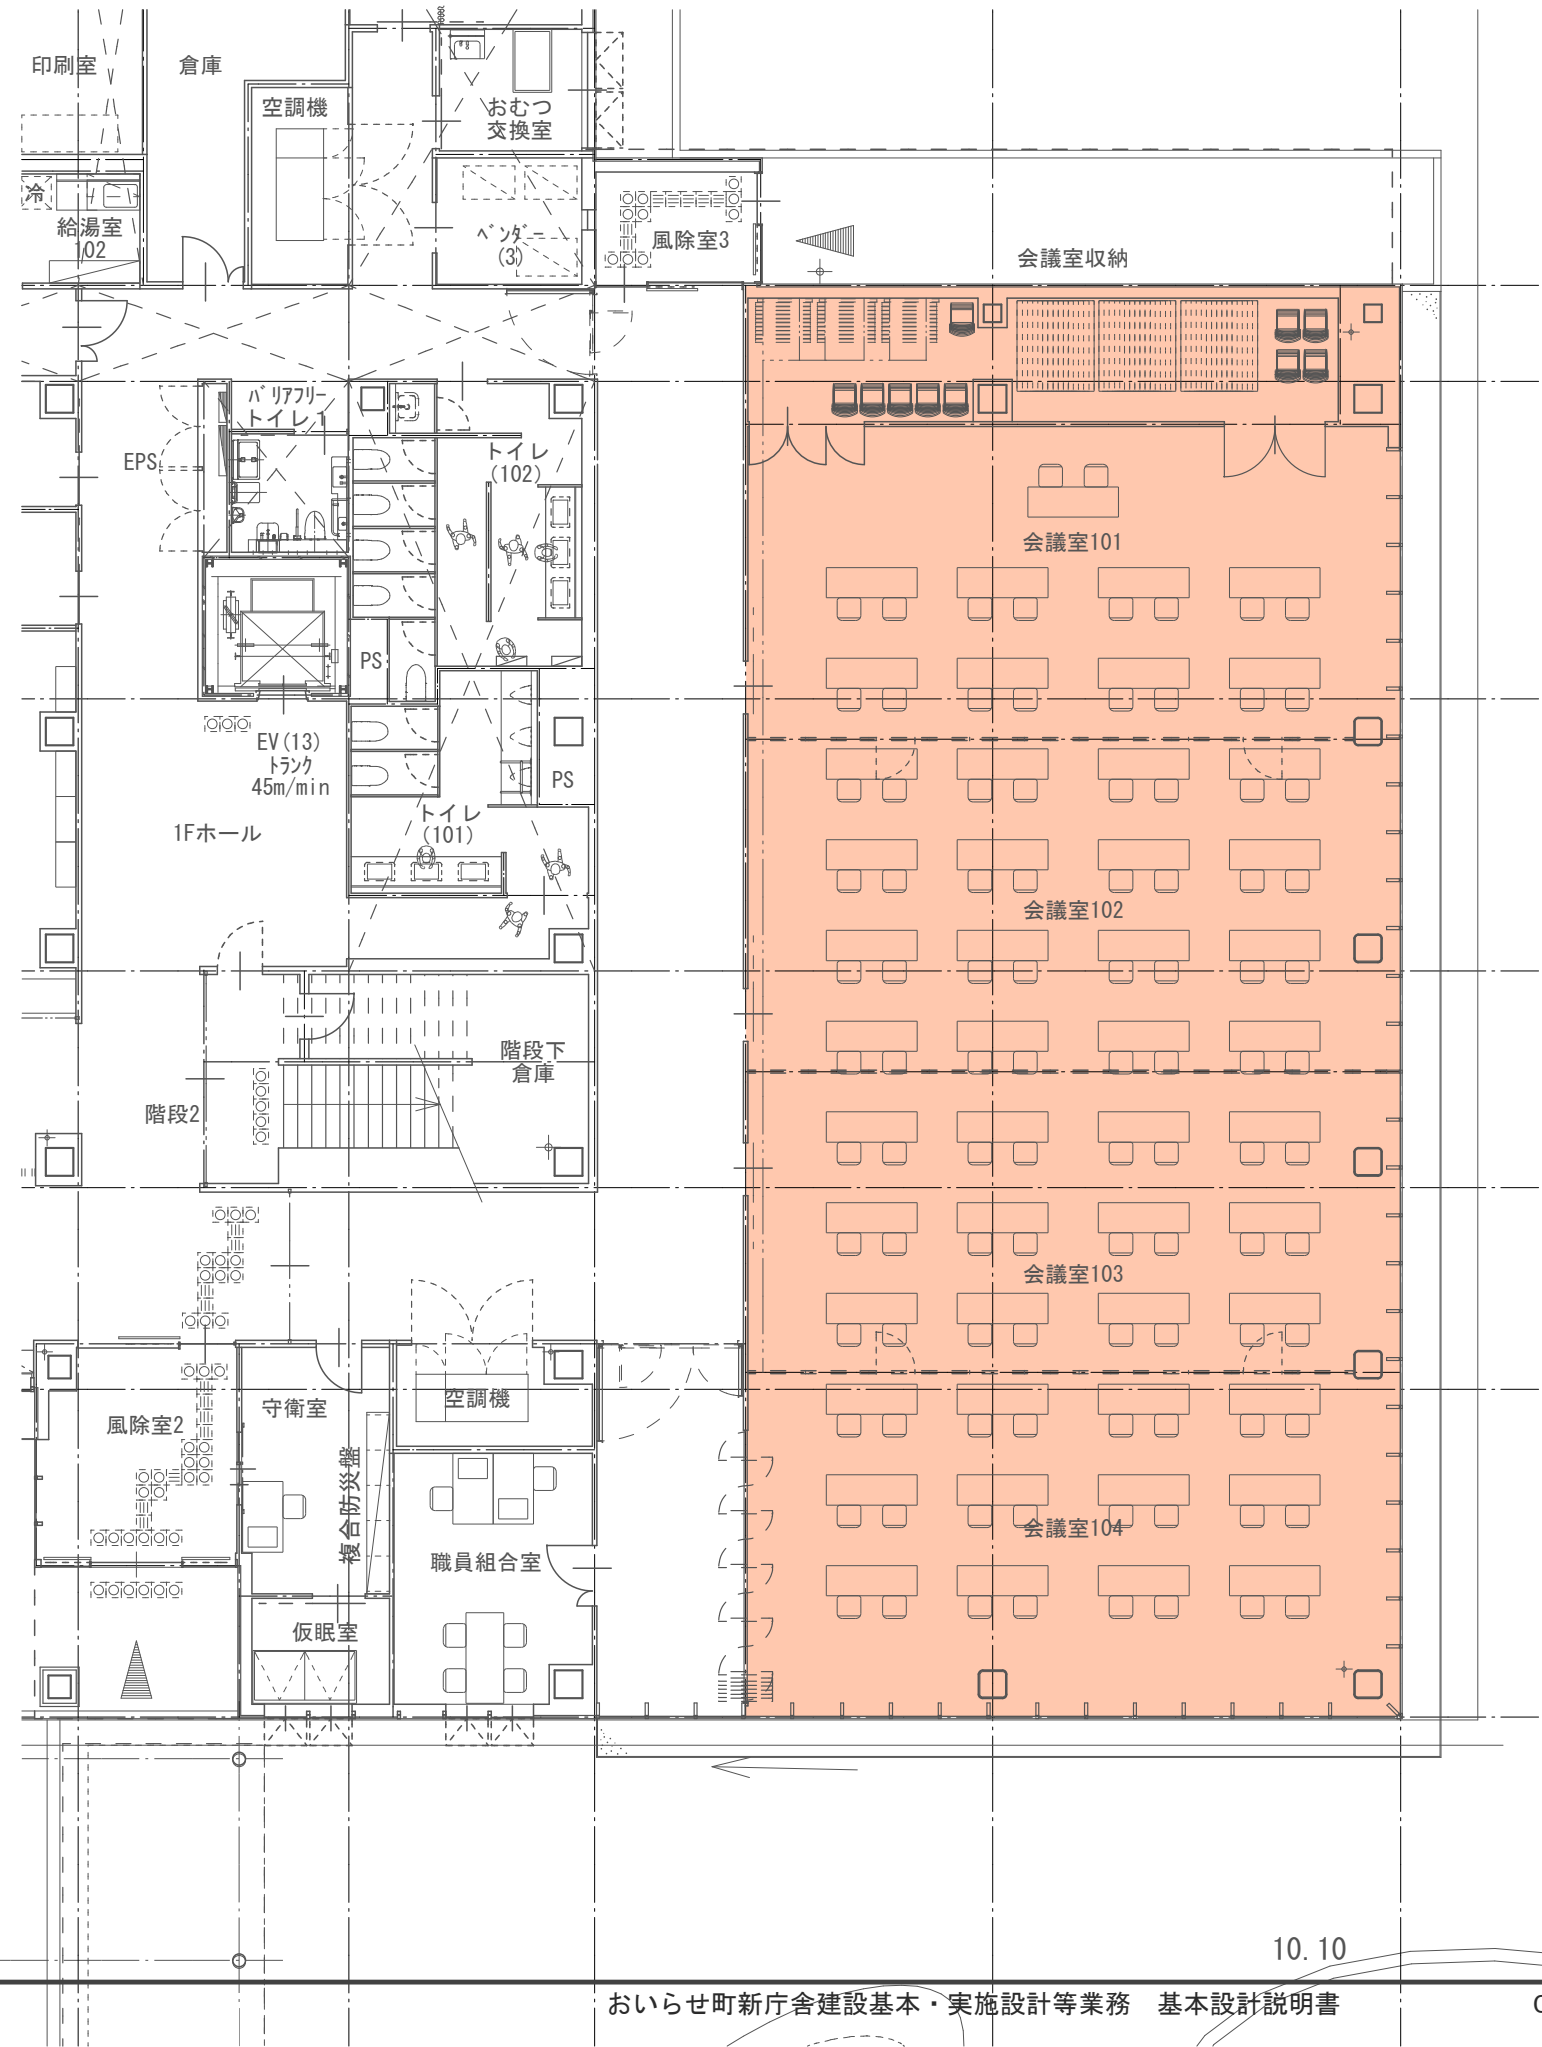 印刷室
倉庫
空調機
おむつ
交換室
冷
給湯室
102
ベンダー
(3)
風除室3
会議室収納
バリアフリー
トイレ1
EPS
トイレ
(102)
会議室101
PS
EV(13)
トランク
45m/min
PS
1Fホール
トイレ
(101)
会議室102
階段下
倉庫
階段2
会議室103
空調機
守衛室
風除室2
複合防災盤
職員組合室
会議室104
仮眠室
10.10
おいらせ町新庁舎建設基本・実施設計等業務　基本設計説明書